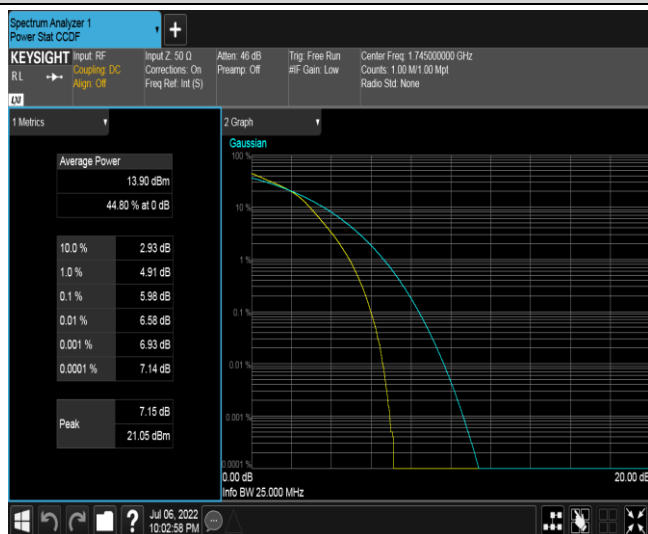 Spectrum Analyzer 1
Power Stat CCDF
+
KEYSIGHT
RL
LXI
Input: RF
Coupling: DC
Align: Off
Input Z: 50 Ω
Corrections: On
Freq Ref: Int (S)
Atten: 46 dB
Preamp: Off
Trig: Free Run
#IF Gain: Low
Center Freq: 1.745000000 GHz
Counts: 1.00 M/1.00 Mpt
Radio Std: None
1 Metrics
Average Power
13.90 dBm
44.80 % at 0 dB
10.0 % 2.93 dB
1.0 % 4.91 dB
0.1 % 5.98 dB
0.01 % 6.58 dB
0.001 % 6.93 dB
0.0001 % 7.14 dB
Peak
7.15 dB
21.05 dBm
2 Graph
Gaussian
100 %
10 %
1 %
0.1 %
0.01 %
0.001 %
0.0001 %
0.00 dB 20.00 dB
Info BW 25.000 MHz
?
Jul 06, 2022
10:02:58 PM